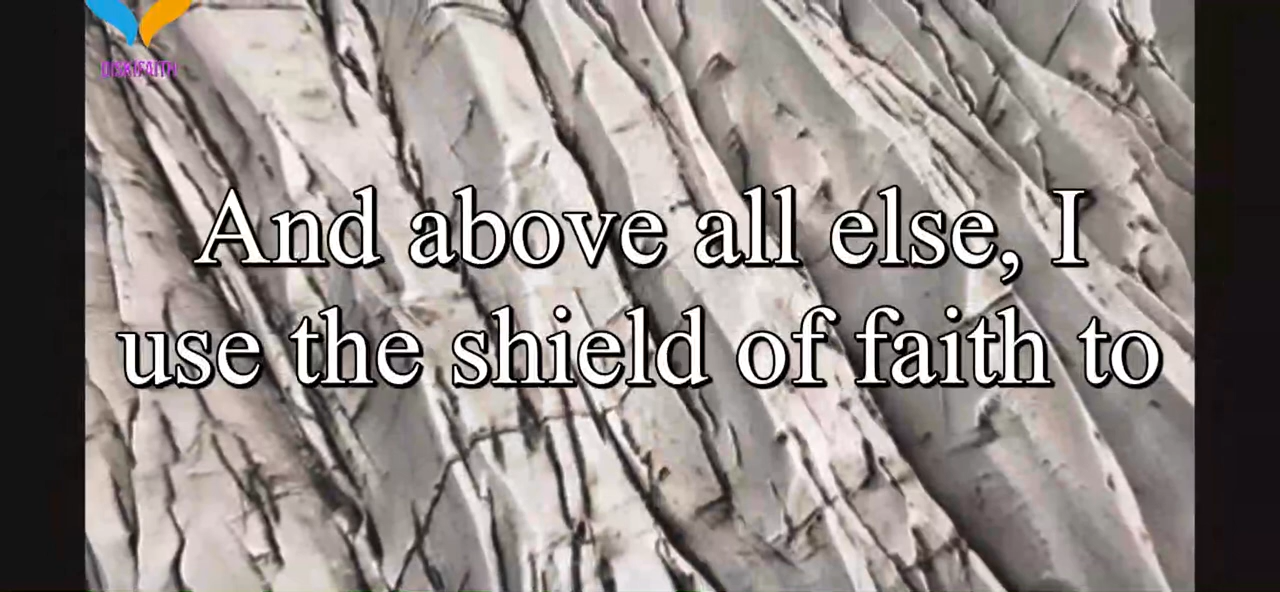 And above all else, I
use the shield of faith to